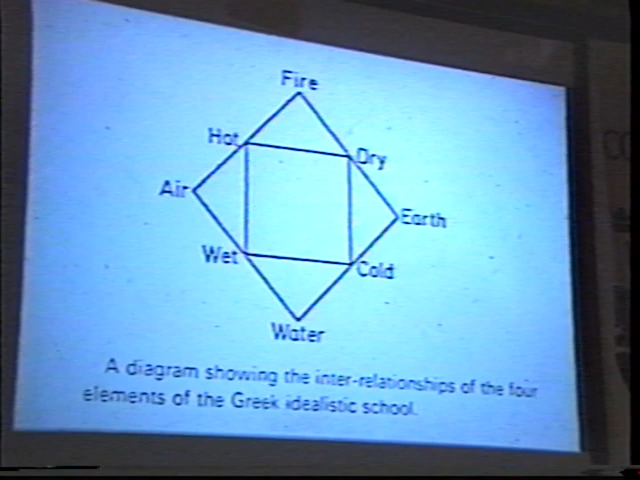 Fire
Hot
Dry
Air
Earth
Wet
Cold
Water
A diagram showing the inter-relationships of the four
elements of the Greek idealistic school.